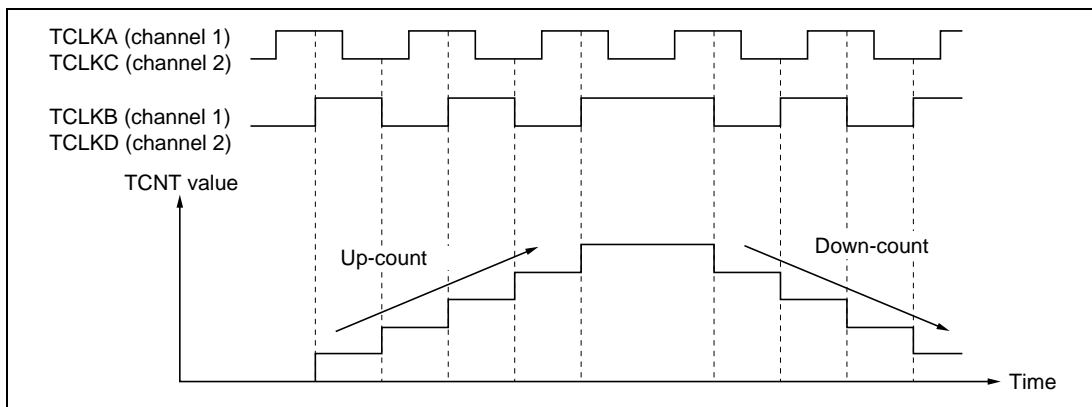 TCLKA (channel 1)
TCLKC (channel 2)
TCLKB (channel 1)
TCLKD (channel 2)
TCNT value
Up-count
Down-count
Time